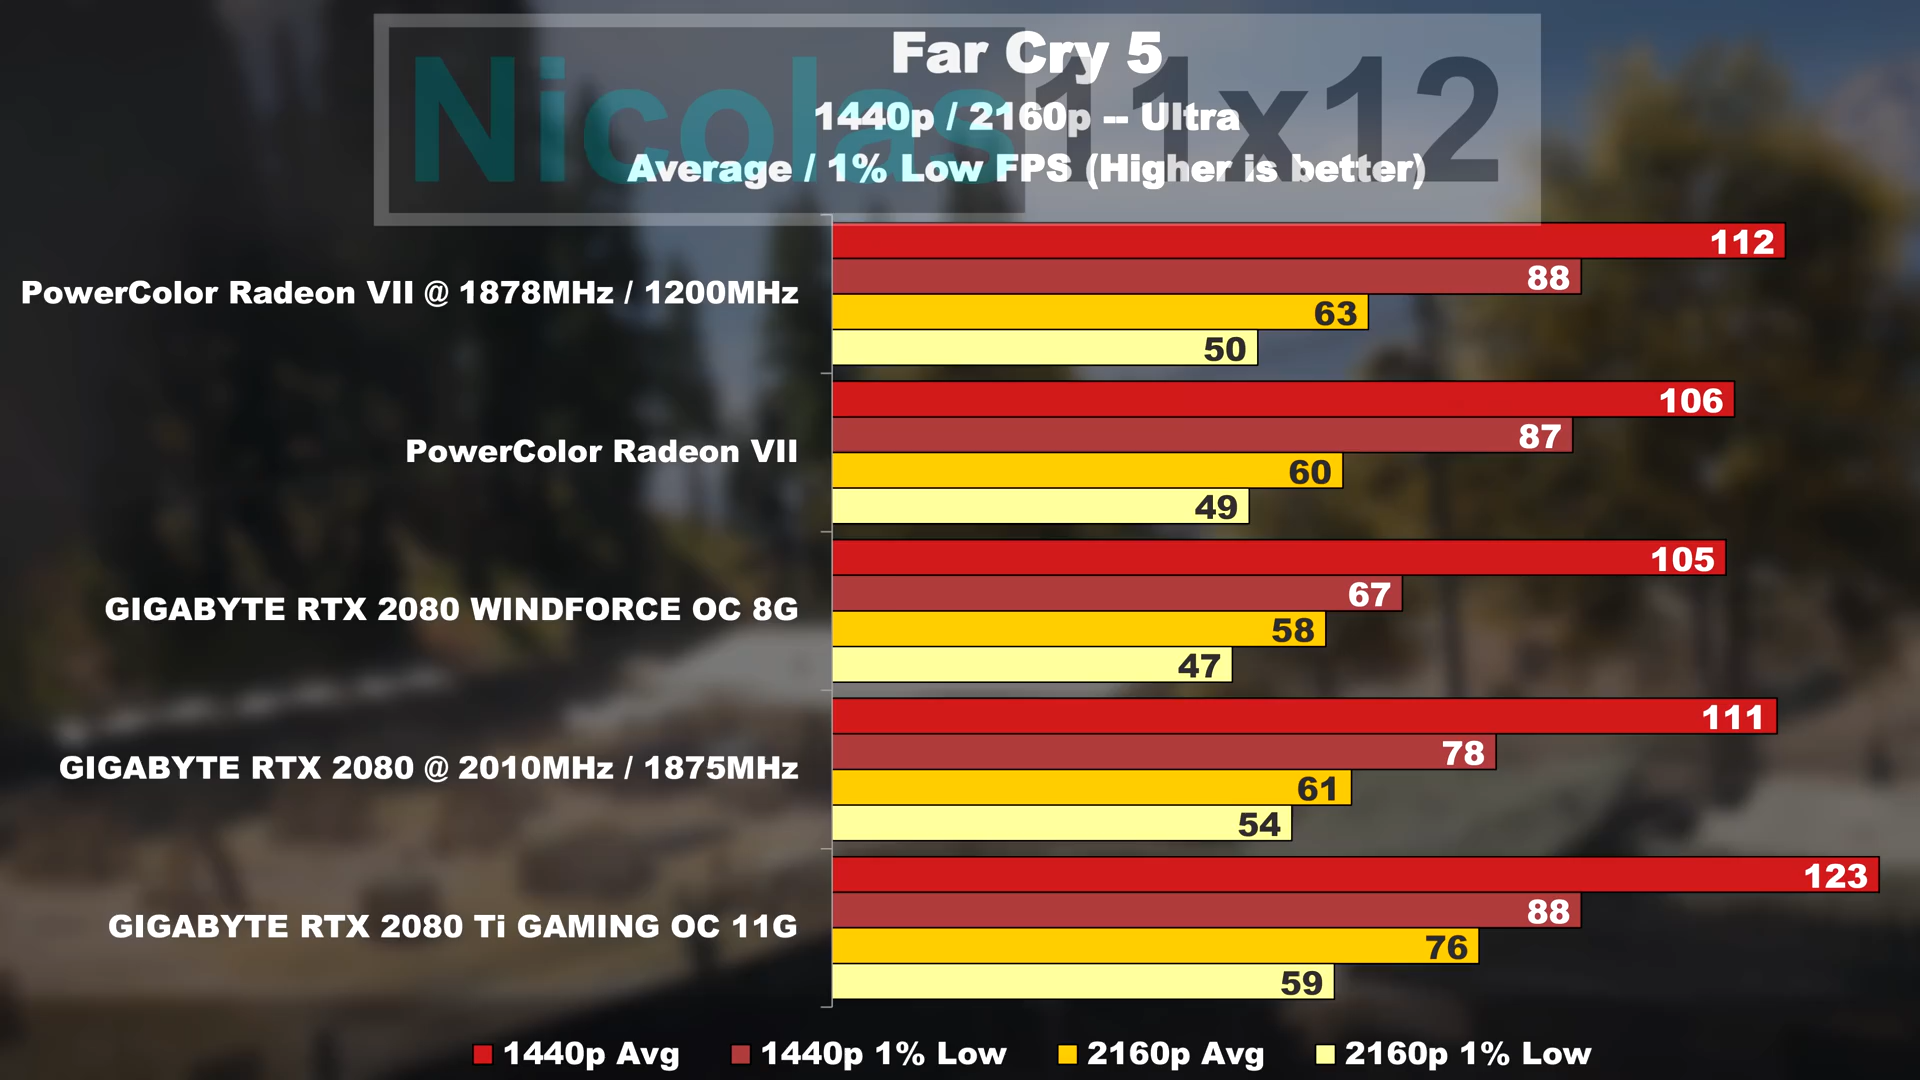 Nicolas11x12
Far Cry 5
1440p / 2160p -- Ultra
Average / 1% Low FPS (Higher is better)
PowerColor Radeon VII @ 1878MHz / 1200MHz
112
88
63
50
PowerColor Radeon VII
106
87
60
49
GIGABYTE RTX 2080 WINDFORCE OC 8G
105
67
58
47
GIGABYTE RTX 2080 @ 2010MHz / 1875MHz
111
78
61
54
GIGABYTE RTX 2080 Ti GAMING OC 11G
123
88
76
59
1440p Avg 1440p 1% Low 2160p Avg 2160p 1% Low